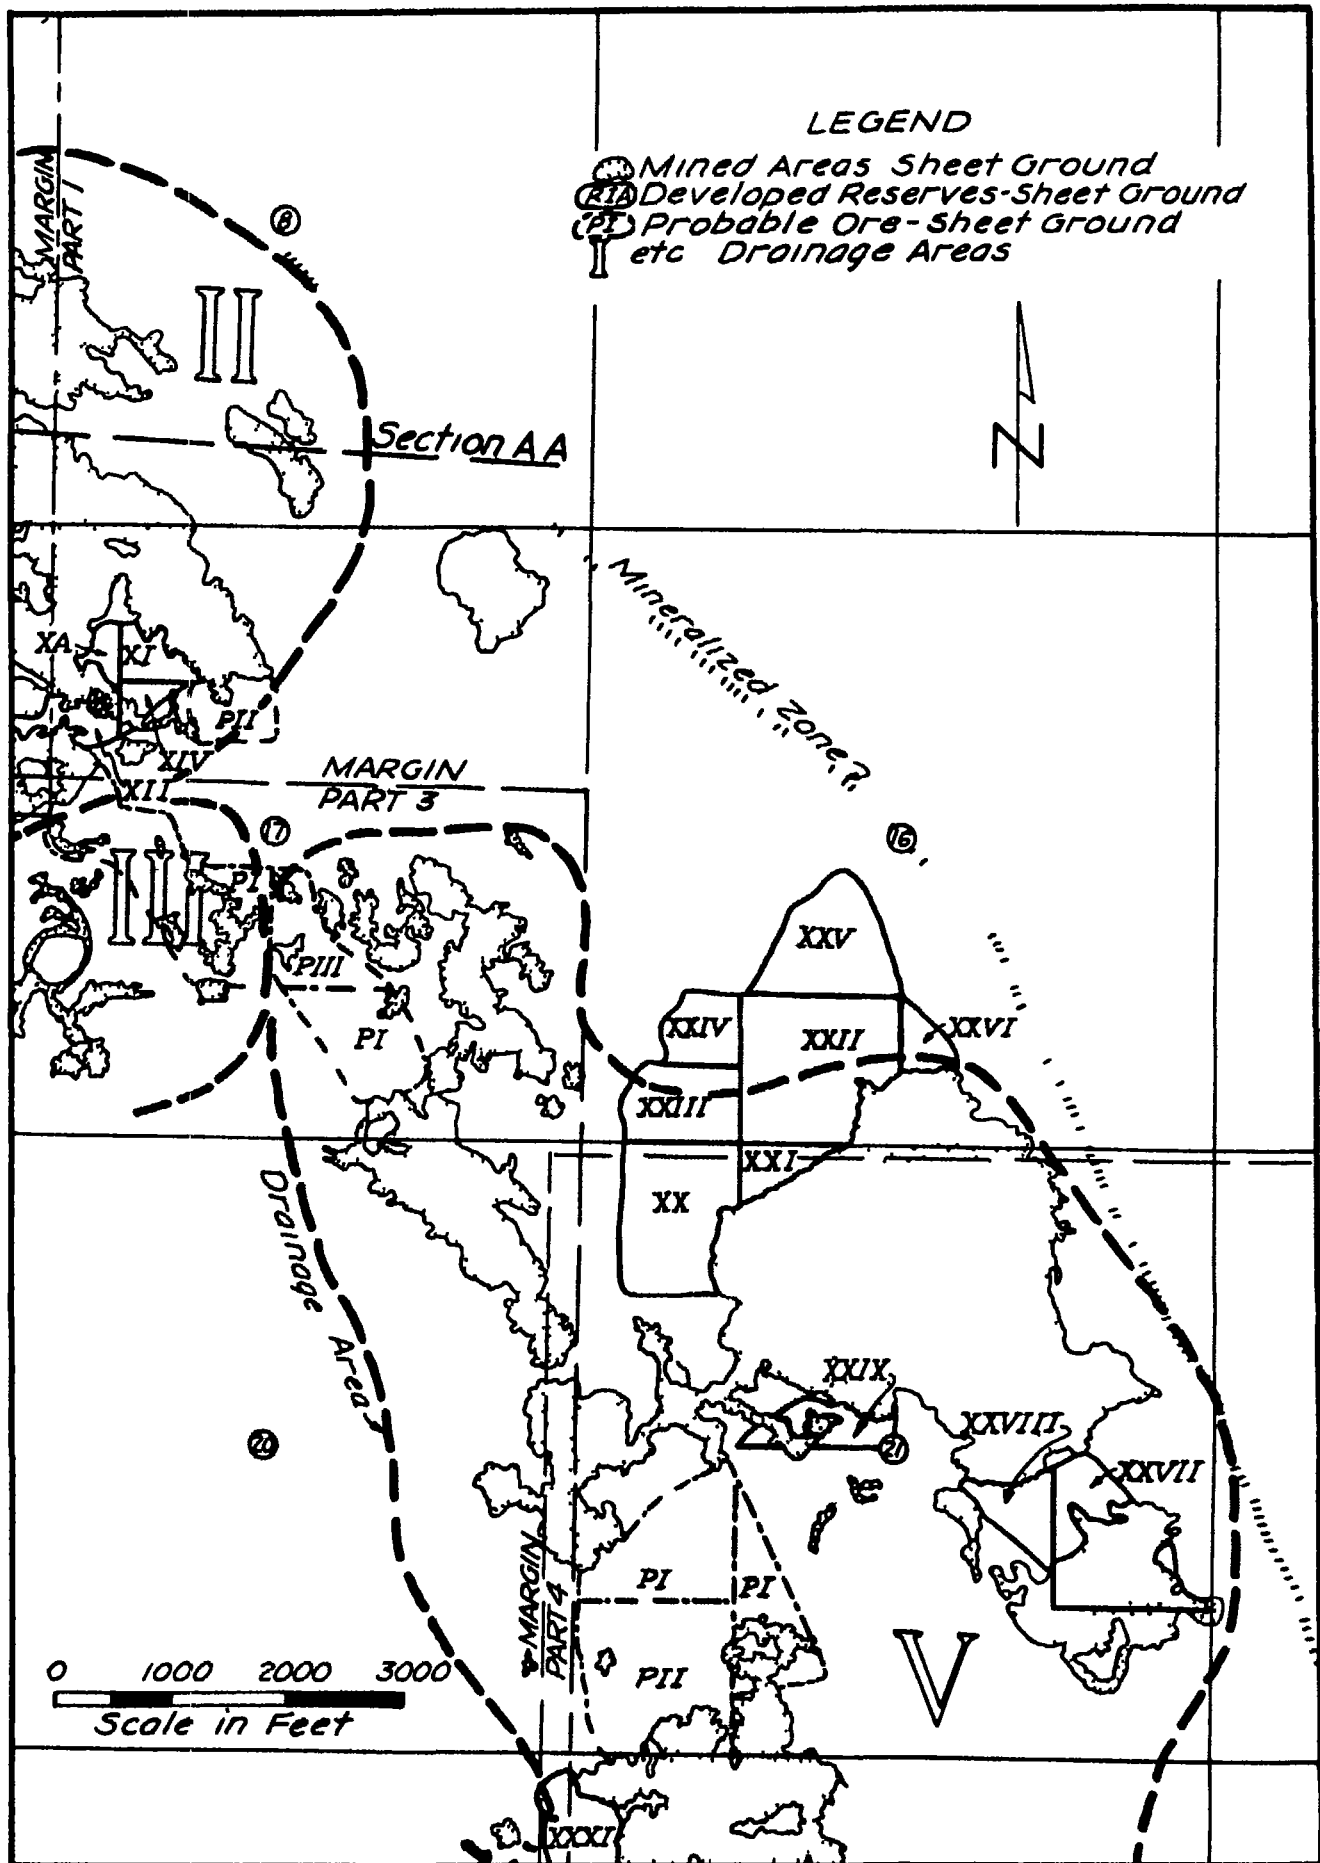 LEGEND
Mined Areas Sheet Ground
RIA Developed Reserves-Sheet Ground
PI Probable Ore-Sheet Ground
I etc Drainage Areas
MARGIN
PART 1
8
II
Section AA
N
Mineralized Zone?
XA
XI
PII
XIV
XII
MARGIN
PART 3
17
16
III
PI
PIII
PI
XXV
XXIV
XXII
XXVI
XXIII
XXI
XX
Drainage Area
XXIX
21
20
XXVIII
XXVII
MARGIN
PART 4
PI
PI
PII
V
0 1000 2000 3000
Scale in Feet
XXXI